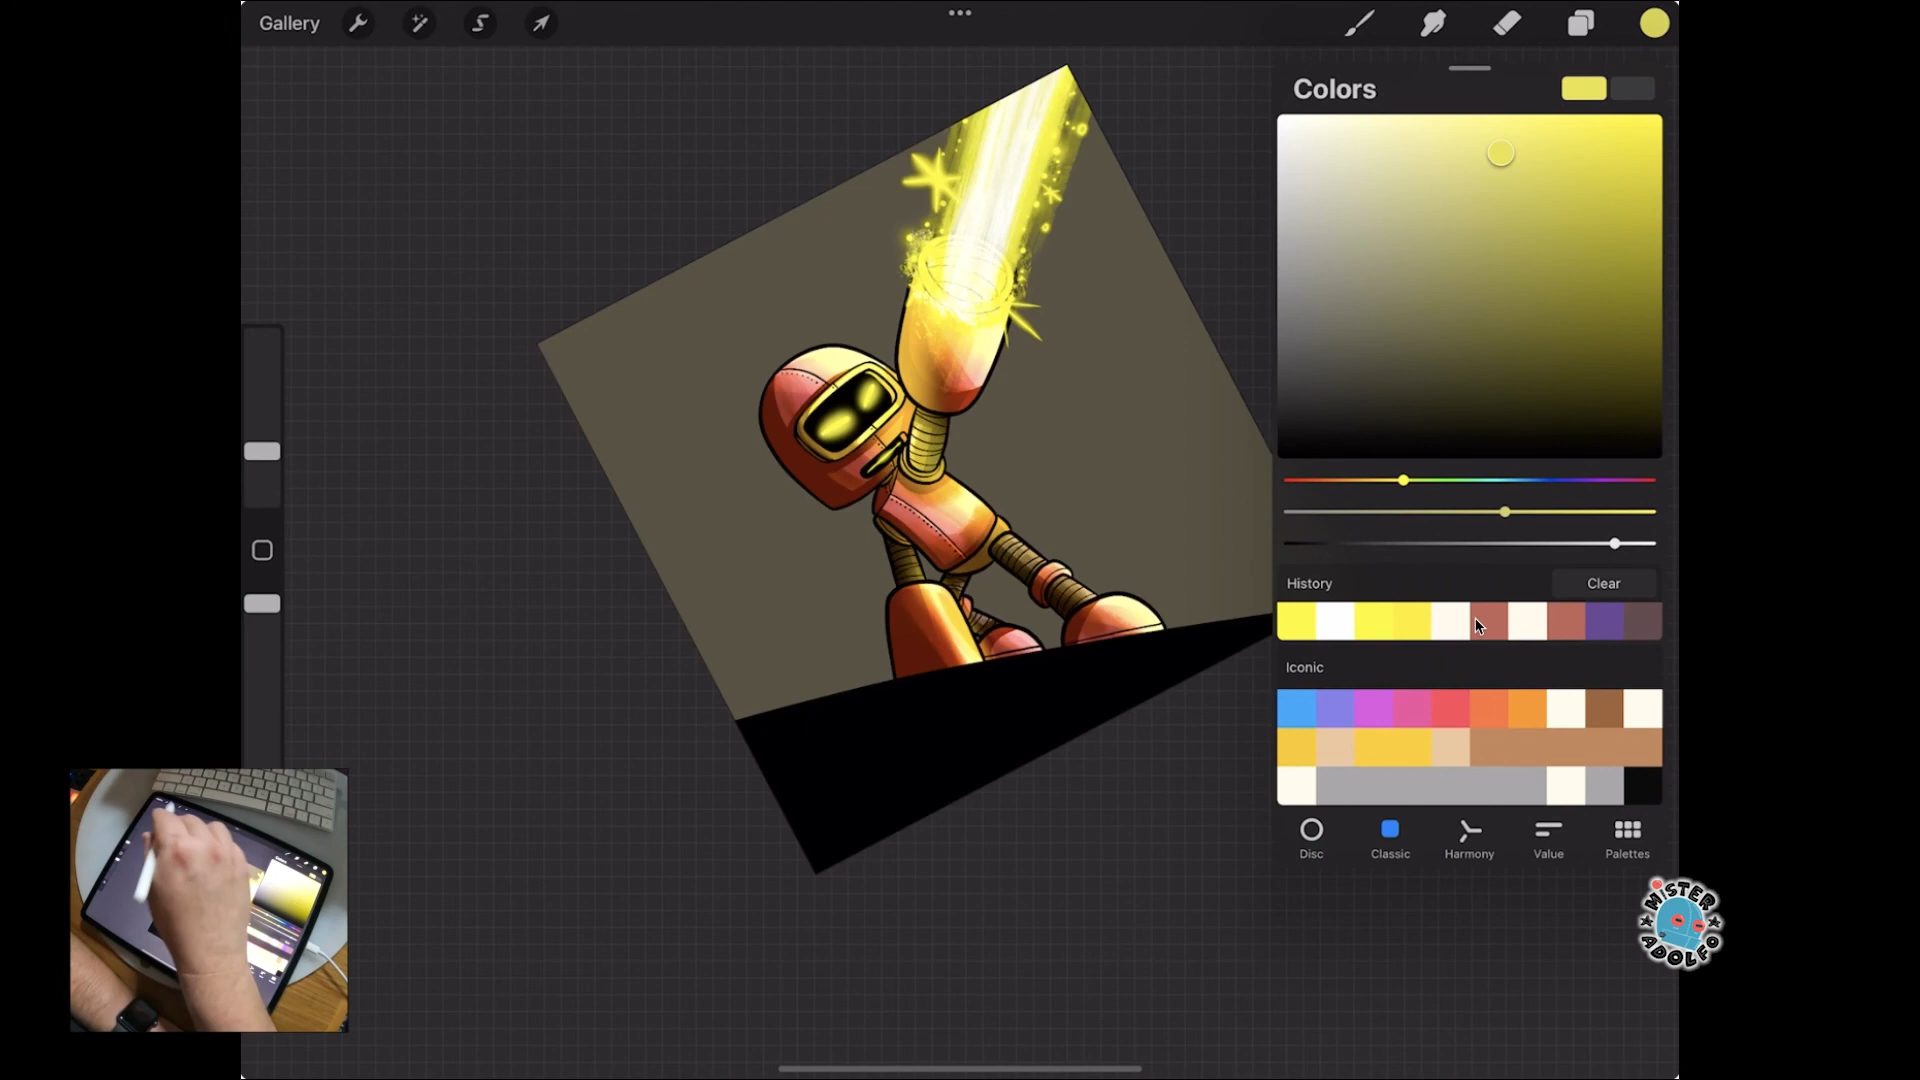 Gallery
Colors
History
Clear
Iconic
Disc
Classic
Harmony
Value
Palettes
MiSTER
ADOLFO